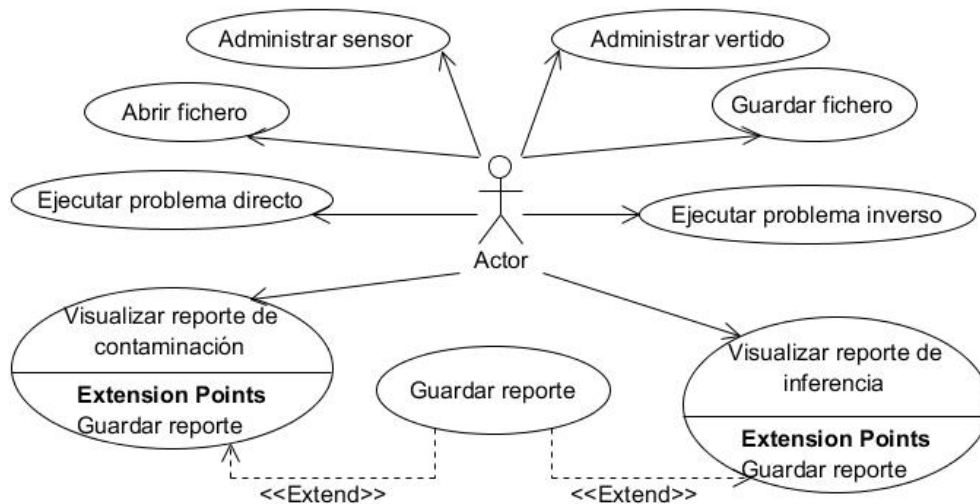 Administrar sensor
Administrar vertido
Abrir fichero
Guardar fichero
Ejecutar problema directo
Ejecutar problema inverso
Actor
Visualizar reporte de
contaminación
Extension Points
Guardar reporte
Guardar reporte
Visualizar reporte de
inferencia
Extension Points
Guardar reporte
<<Extend>>
<<Extend>>